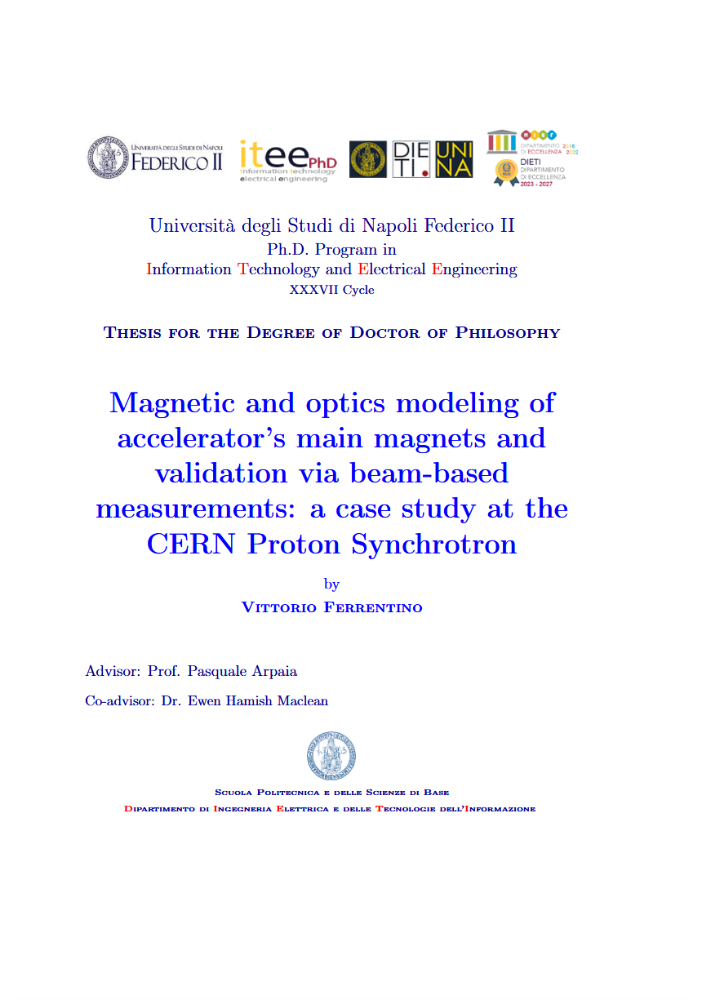 UNIVERSITÀ DEGLI STUDI DI NAPOLI
FEDERICO II
itee PhD
information technology
electrical engineering
DIE
TI.
UNI
NA
MIUR
DIPARTIMENTO 2018
DI ECCELLENZA 2022
DIETI
DIPARTIMENTO
DI ECCELLENZA
2023 - 2027
Università degli Studi di Napoli Federico II
Ph.D. Program in
Information Technology and Electrical Engineering
XXXVII Cycle
Thesis for the Degree of Doctor of Philosophy
Magnetic and optics modeling of
accelerator's main magnets and
validation via beam-based
measurements: a case study at the
CERN Proton Synchrotron
by
Vittorio Ferrentino
Advisor: Prof. Pasquale Arpaia
Co-advisor: Dr. Ewen Hamish Maclean
Scuola Politecnica e delle Scienze di Base
Dipartimento di Ingegneria Elettrica e delle Tecnologie dell'Informazione